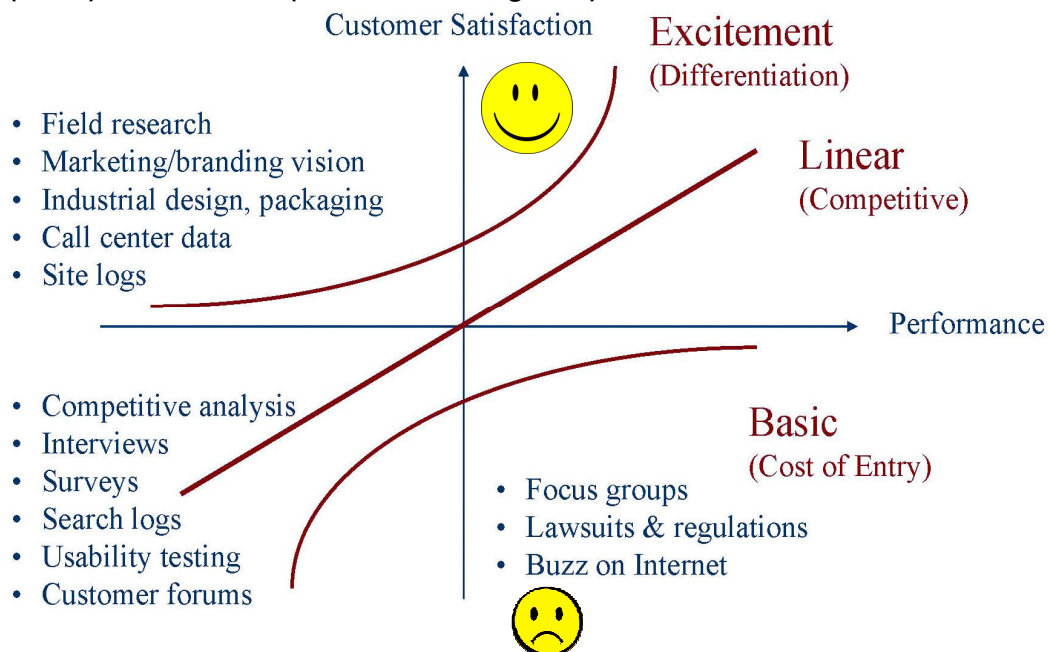 Customer Satisfaction
Excitement
(Differentiation)
• Field research
• Marketing/branding vision
• Industrial design, packaging
• Call center data
• Site logs
Linear
(Competitive)
Performance
• Competitive analysis
• Interviews
• Surveys
• Search logs
• Usability testing
• Customer forums
Basic
(Cost of Entry)
• Focus groups
• Lawsuits & regulations
• Buzz on Internet